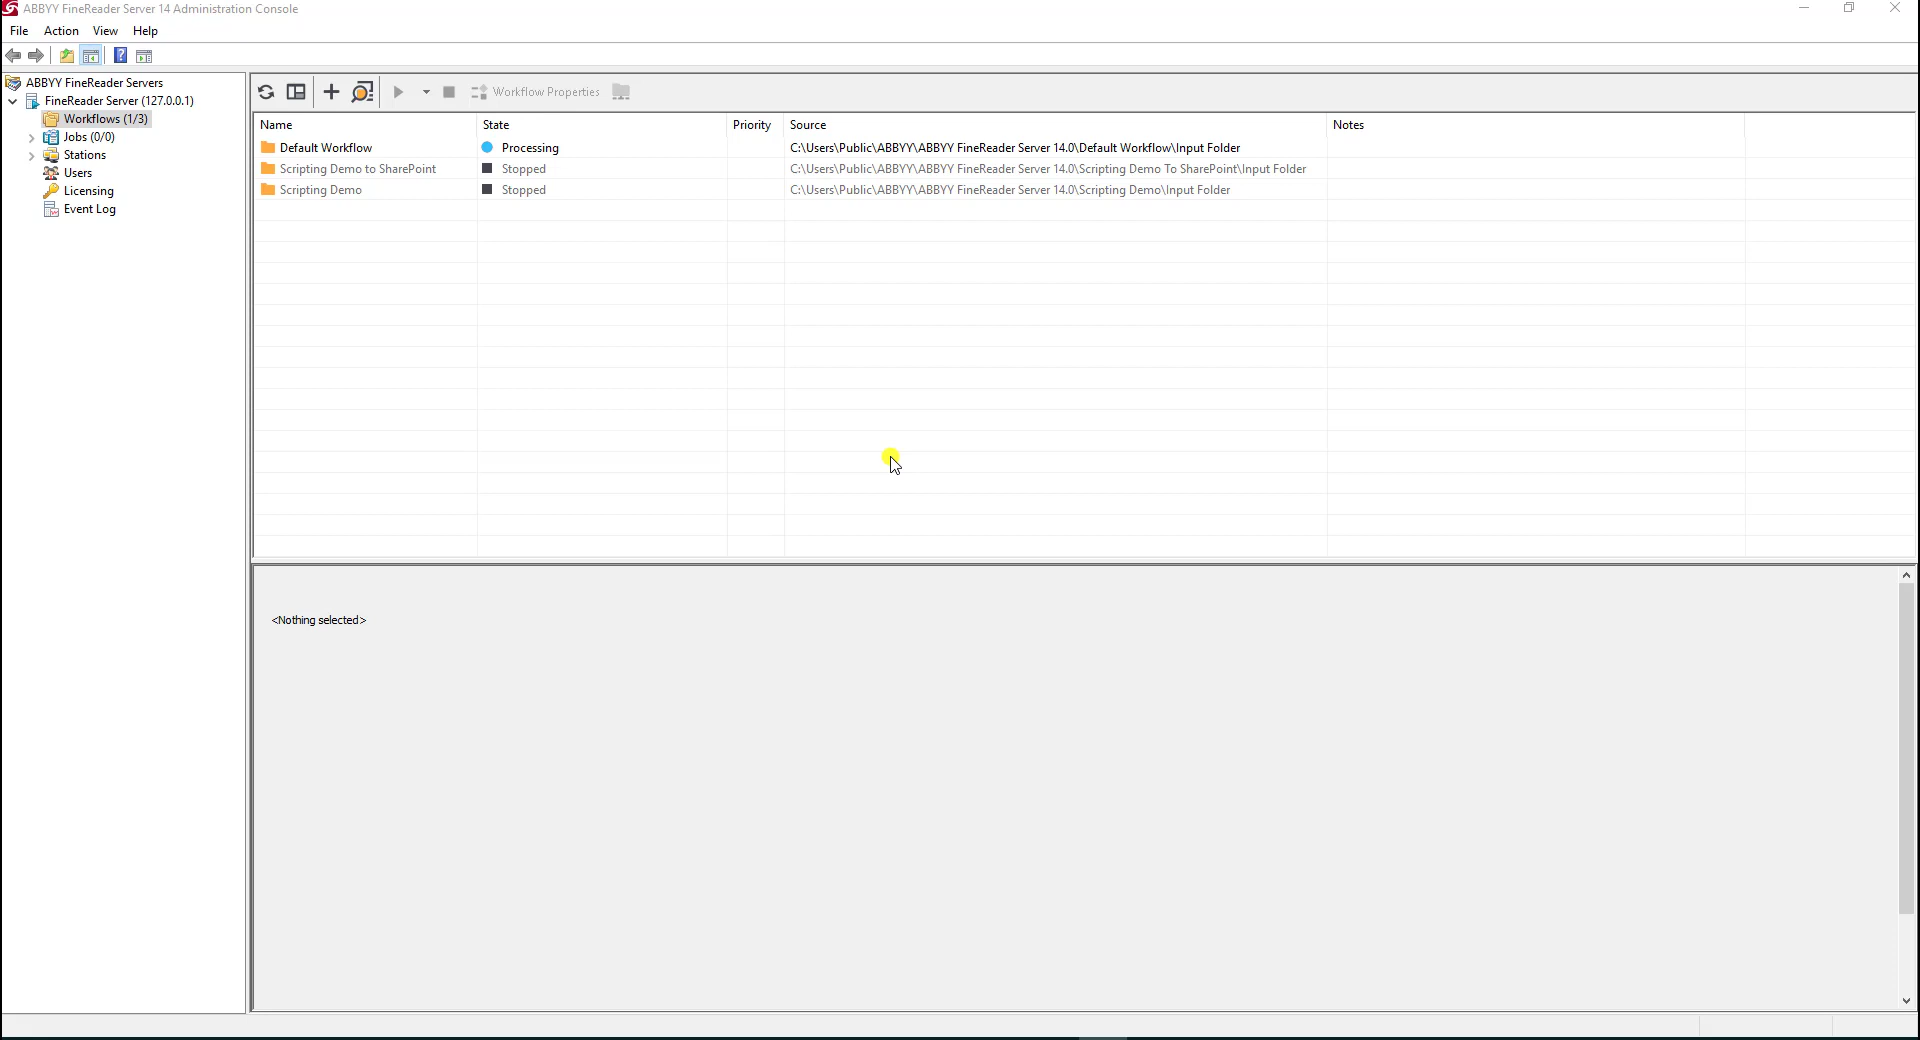 ABBYY FineReader Server 14 Administration Console
File Action View Help
ABBYY FineReader Servers
FineReader Server (127.0.0.1)
Workflows (1/3)
Jobs (0/0)
Stations
Users
Licensing
Event Log
Workflow Properties
Name State Priority Source Notes
Default Workflow Processing C:\Users\Public\ABBYY\ABBYY FineReader Server 14.0\Default Workflow\Input Folder
Scripting Demo to SharePoint Stopped C:\Users\Public\ABBYY\ABBYY FineReader Server 14.0\Scripting Demo To SharePoint\Input Folder
Scripting Demo Stopped C:\Users\Public\ABBYY\ABBYY FineReader Server 14.0\Scripting Demo\Input Folder
<Nothing selected>